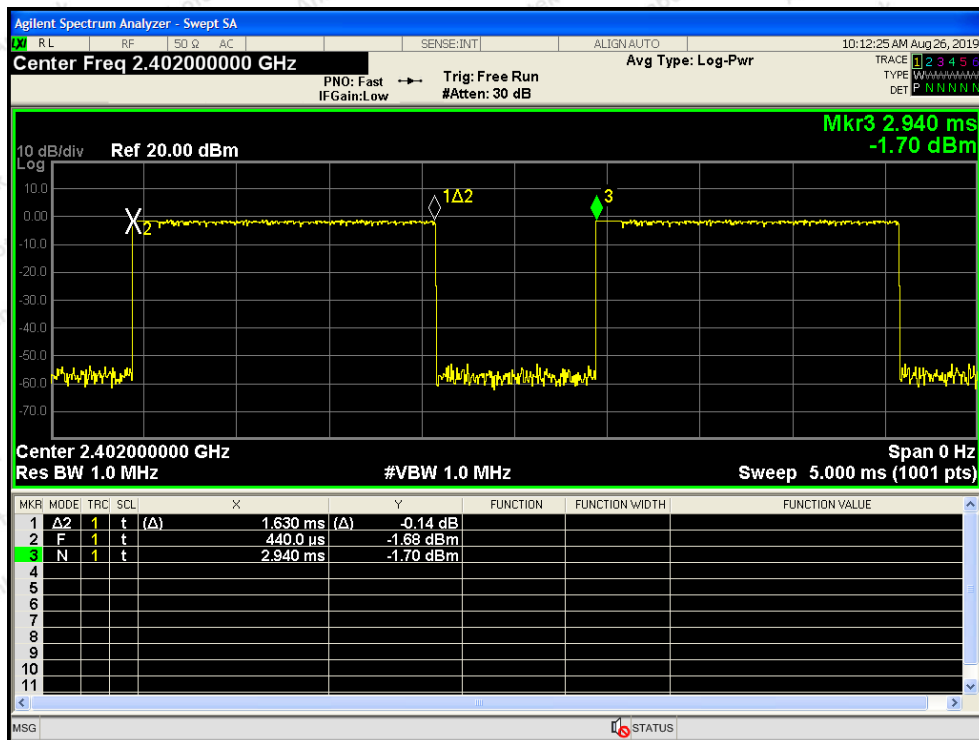 Agilent Spectrum Analyzer - Swept SA
LXI RL RF 50 Ω AC SENSE:INT ALIGNAUTO 10:12:25 AM Aug 26, 2019
Center Freq 2.402000000 GHz Avg Type: Log-Pwr TRACE 1 2 3 4 5 6
PNO: Fast Trig: Free Run TYPE WWWWWW
IFGain:Low #Atten: 30 dB DET P N N N N N
Mkr3 2.940 ms
10 dB/div Ref 20.00 dBm -1.70 dBm
Log
10.0
1Δ2 3
0.00
2
-10.0
-20.0
-30.0
-40.0
-50.0
-60.0
-70.0
Center 2.402000000 GHz Span 0 Hz
Res BW 1.0 MHz #VBW 1.0 MHz Sweep 5.000 ms (1001 pts)
MKR MODE TRC SCL X Y FUNCTION FUNCTION WIDTH FUNCTION VALUE
1 Δ2 1 t (Δ) 1.630 ms (Δ) -0.14 dB
2 F 1 t 440.0 µs -1.68 dBm
3 N 1 t 2.940 ms -1.70 dBm
4
5
6
7
8
9
10
11
MSG STATUS